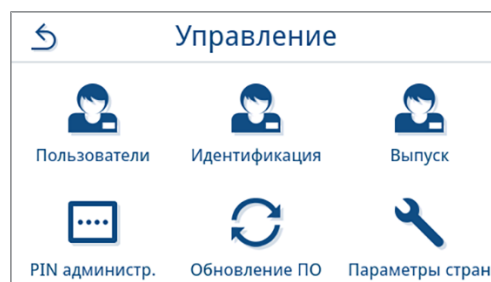 Управление
Пользователи Идентификация Выпуск
PIN администр. Обновление ПО Параметры стран